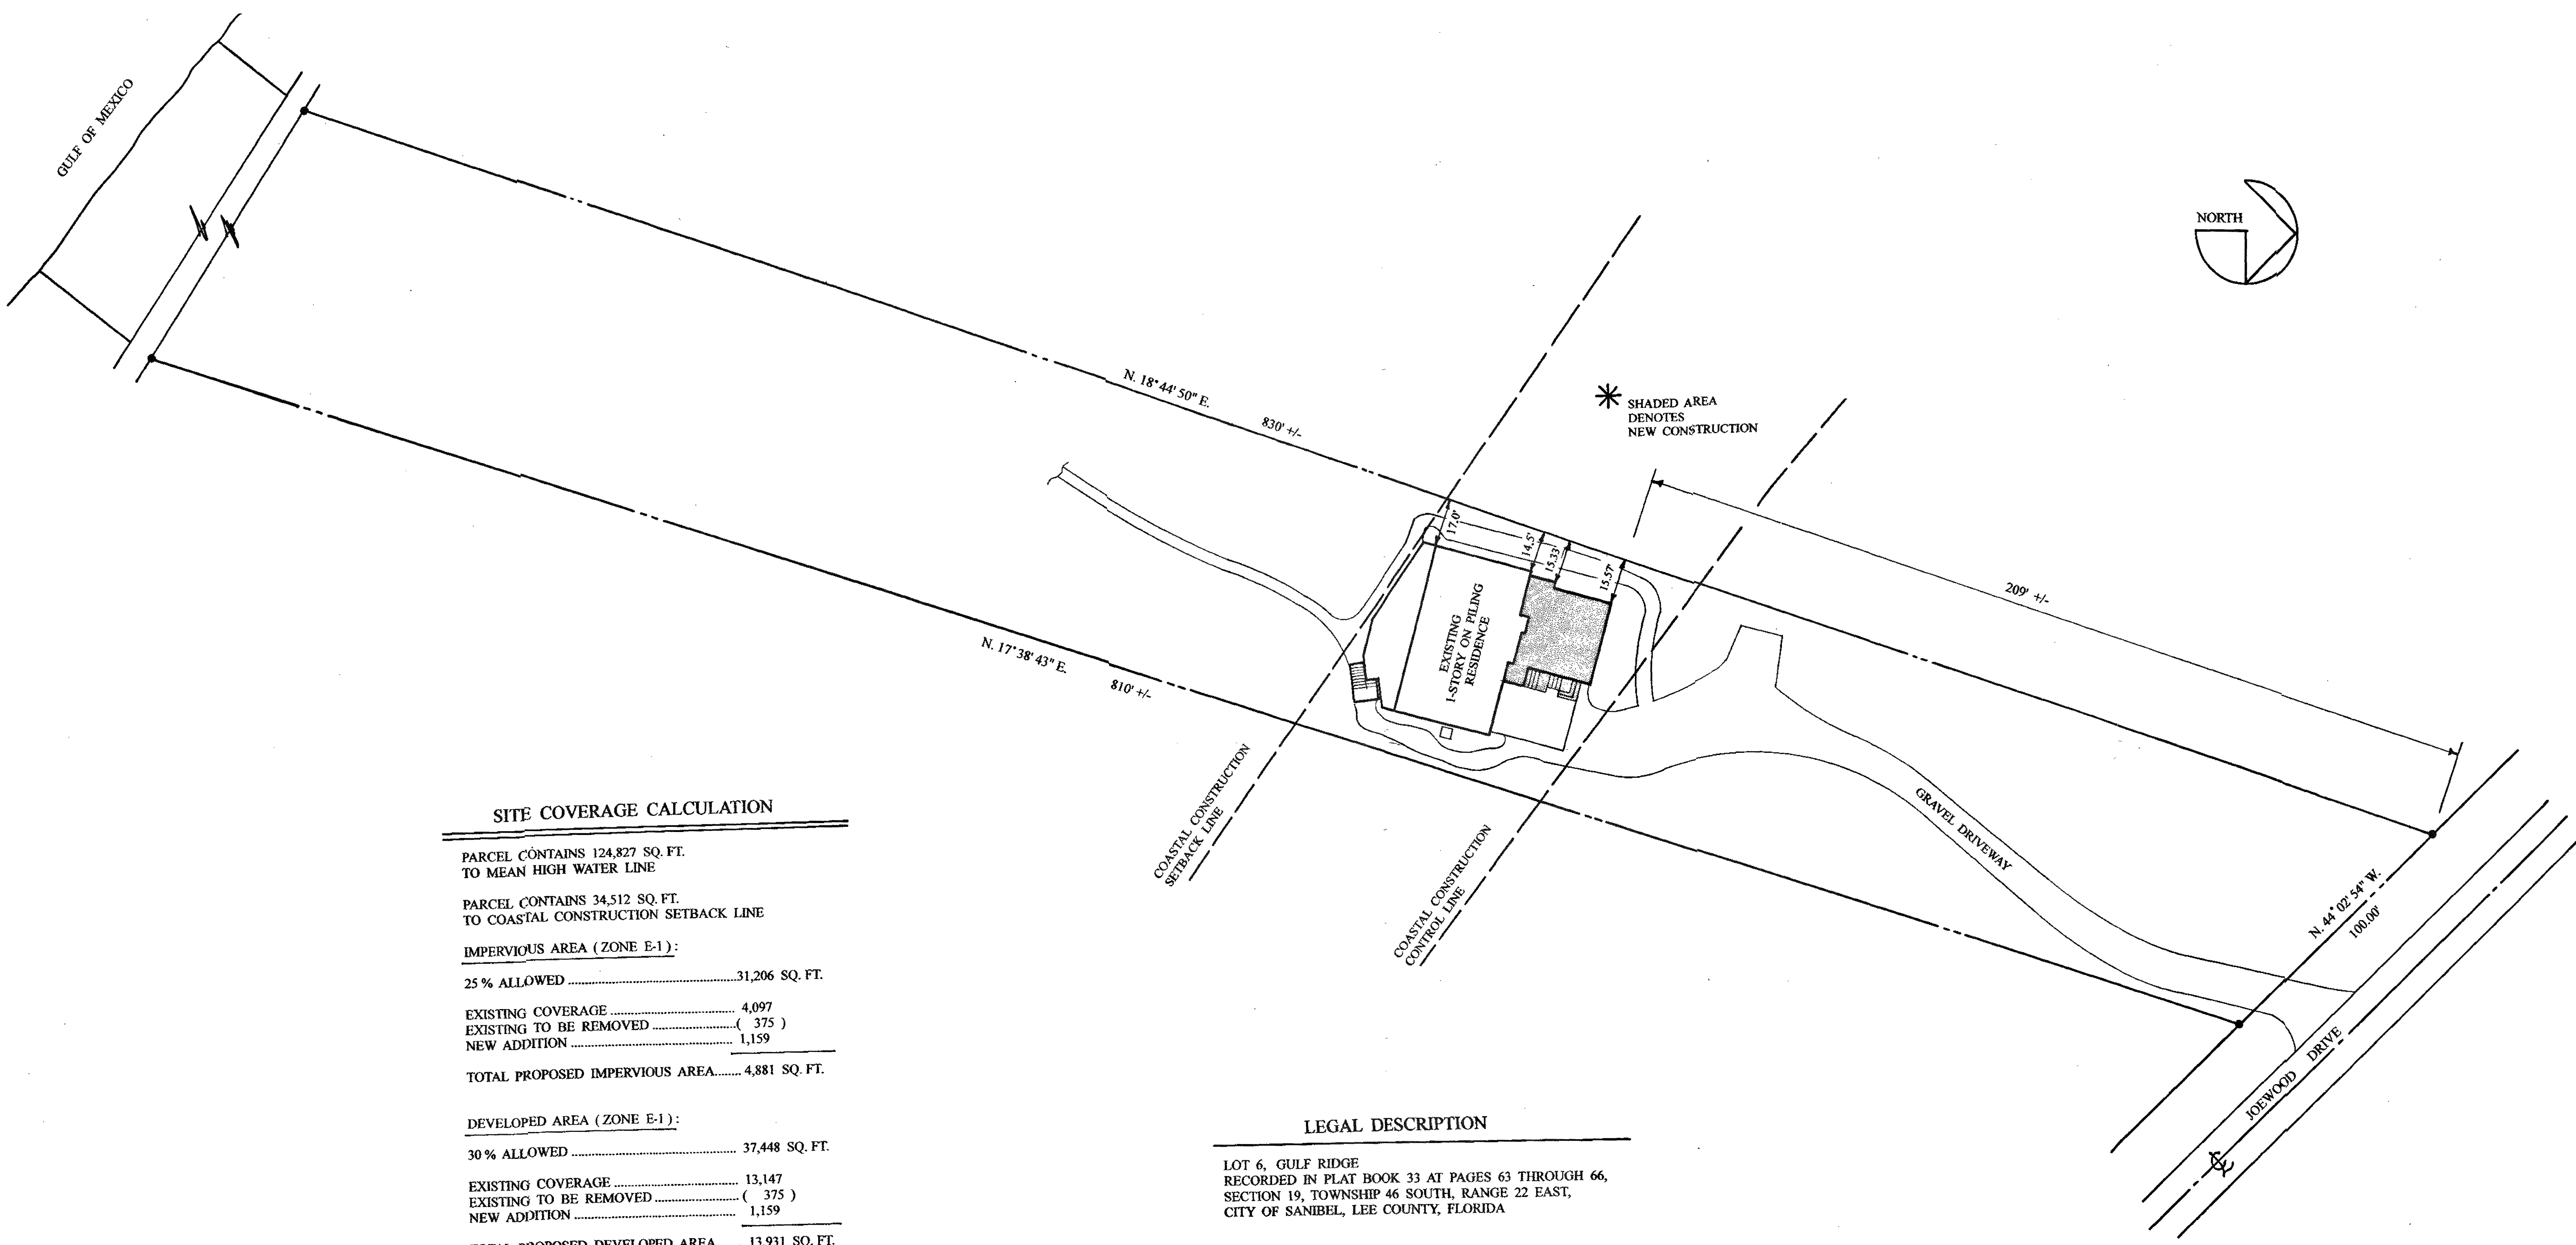 GULF OF MEXICO
NORTH
N. 18°44'50" E.
830' +/-
SHADED AREA
DENOTES
NEW CONSTRUCTION
17.0'
14.5'
15.33'
15.57'
209' +/-
EXISTING
1-STORY ON PILING
RESIDENCE
N. 17°38'43" E.
810' +/-
COASTAL CONSTRUCTION
SETBACK LINE
COASTAL CONSTRUCTION
CONTROL LINE
GRAVEL DRIVEWAY
N. 44°02'54" W.
100.00'
JOEWOOD DRIVE
SITE COVERAGE CALCULATION
PARCEL CONTAINS 124,827 SQ. FT.
TO MEAN HIGH WATER LINE
PARCEL CONTAINS 34,512 SQ. FT.
TO COASTAL CONSTRUCTION SETBACK LINE
IMPERVIOUS AREA ( ZONE E-1 ) :
25 % ALLOWED ........ 31,206 SQ. FT.
EXISTING COVERAGE ........ 4,097
EXISTING TO BE REMOVED ........ ( 375 )
NEW ADDITION ........ 1,159
TOTAL PROPOSED IMPERVIOUS AREA........ 4,881 SQ. FT.
DEVELOPED AREA ( ZONE E-1 ) :
30 % ALLOWED ........ 37,448 SQ. FT.
EXISTING COVERAGE ........ 13,147
EXISTING TO BE REMOVED ........ ( 375 )
NEW ADDITION ........ 1,159
TOTAL PROPOSED DEVELOPED AREA ... 13,931 SQ. FT.
LEGAL DESCRIPTION
LOT 6, GULF RIDGE
RECORDED IN PLAT BOOK 33 AT PAGES 63 THROUGH 66,
SECTION 19, TOWNSHIP 46 SOUTH, RANGE 22 EAST,
CITY OF SANIBEL, LEE COUNTY, FLORIDA